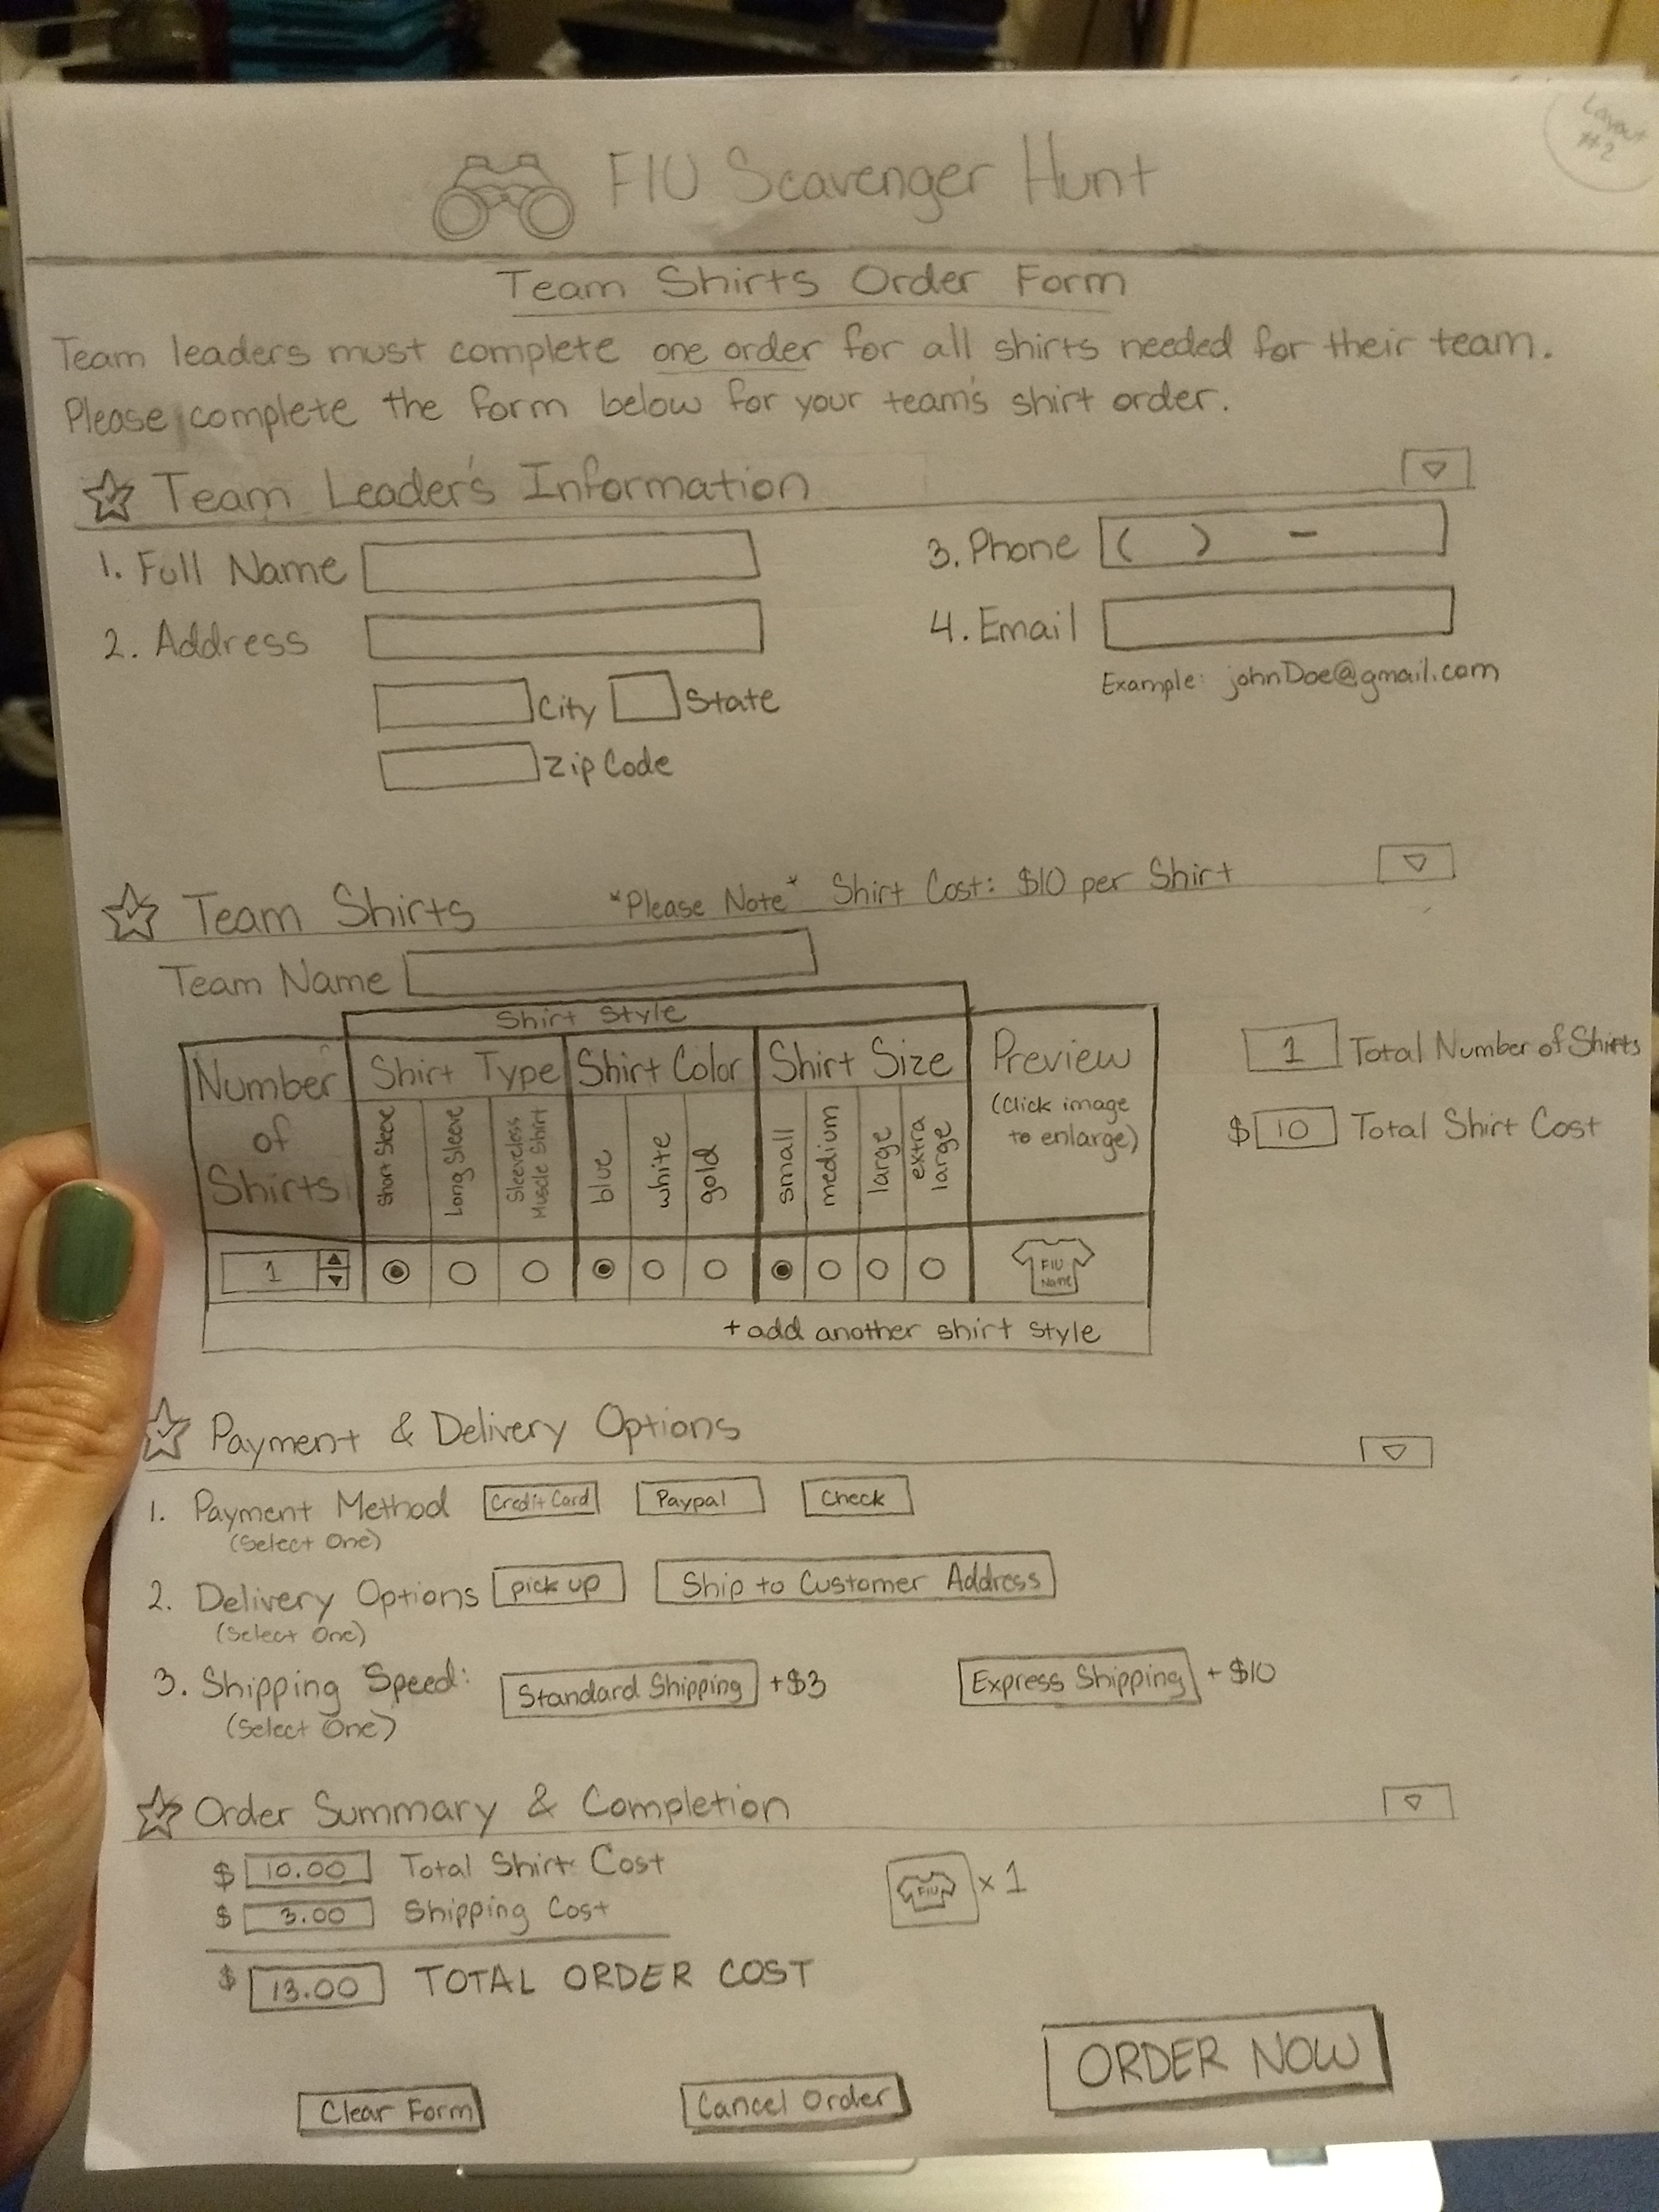 Layout
#2
FIU Scavenger Hunt
Team Shirts Order Form
Team leaders must complete one order for all shirts needed for their team.
Please complete the form below for your team's shirt order.
Team Leader's Information
1. Full Name
3. Phone ( ) -
2. Address
4. Email
Example: johnDoe@gmail.com
City State
Zip Code
Team Shirts *Please Note* Shirt Cost: $10 per Shirt
Team Name
Shirt Style
Number of Shirts
Shirt Type
Shirt Color
Shirt Size
Preview
(Click image
to enlarge)
Short Sleeve
Long Sleeve
Sleeveless
Muscle Shirt
blue
white
gold
small
medium
large
extra
large
1 Total Number of Shirts
$ 10 Total Shirt Cost
1
FIU
Name
+ add another shirt style
Payment & Delivery Options
1. Payment Method Credit Card Paypal Check
(Select One)
2. Delivery Options pick up Ship to Customer Address
(Select One)
3. Shipping Speed: Standard Shipping +$3 Express Shipping +$10
(Select One)
Order Summary & Completion
$ 10.00 Total Shirt Cost
FIU x 1
$ 3.00 Shipping Cost
$ 13.00 TOTAL ORDER COST
ORDER NOW
Clear Form Cancel Order